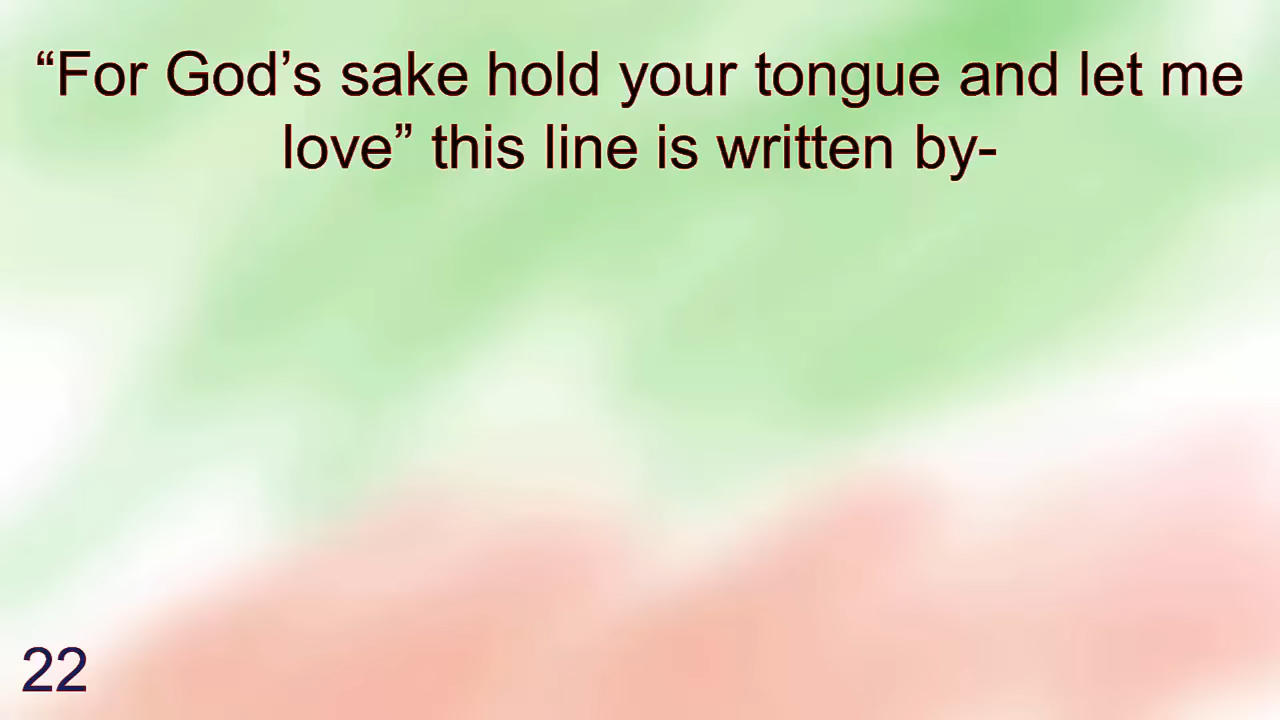 “For God’s sake hold your tongue and let me
love” this line is written by-
22